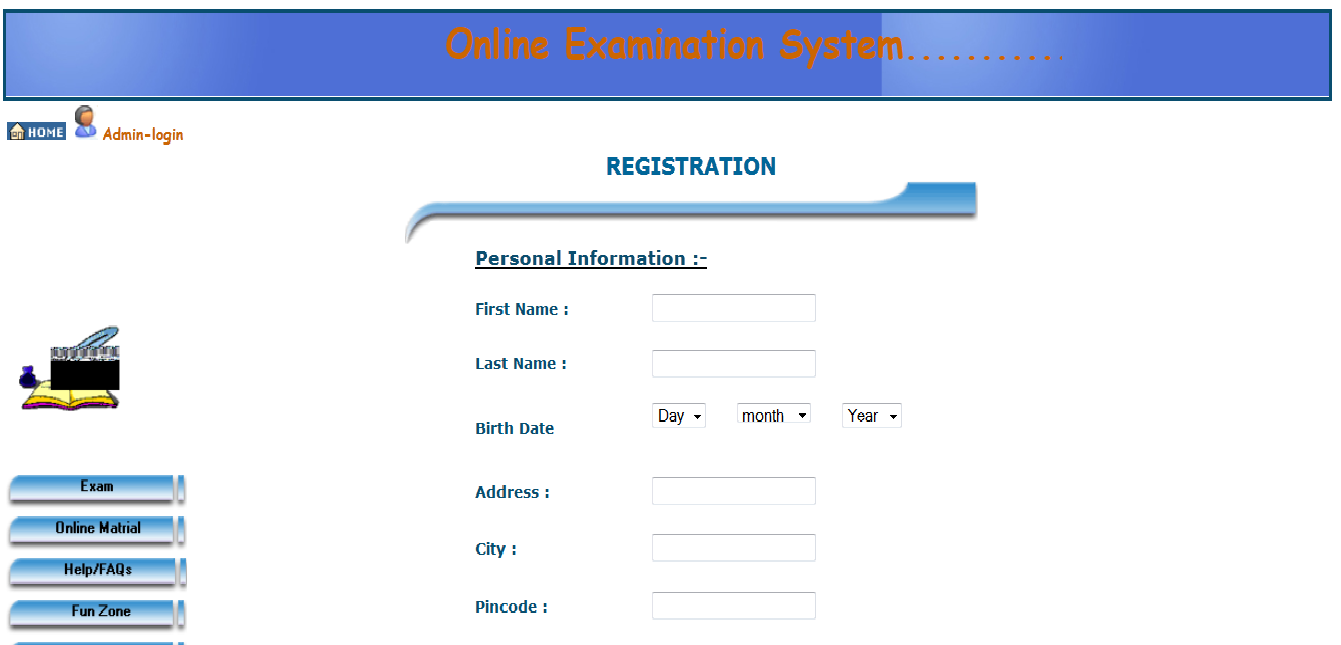 Online Examination System...........
HOME Admin-login
REGISTRATION
Personal Information :-
First Name :
Last Name :
Birth Date Day month Year
Address :
City :
Pincode :
Exam
Online Matrial
Help/FAQs
Fun Zone